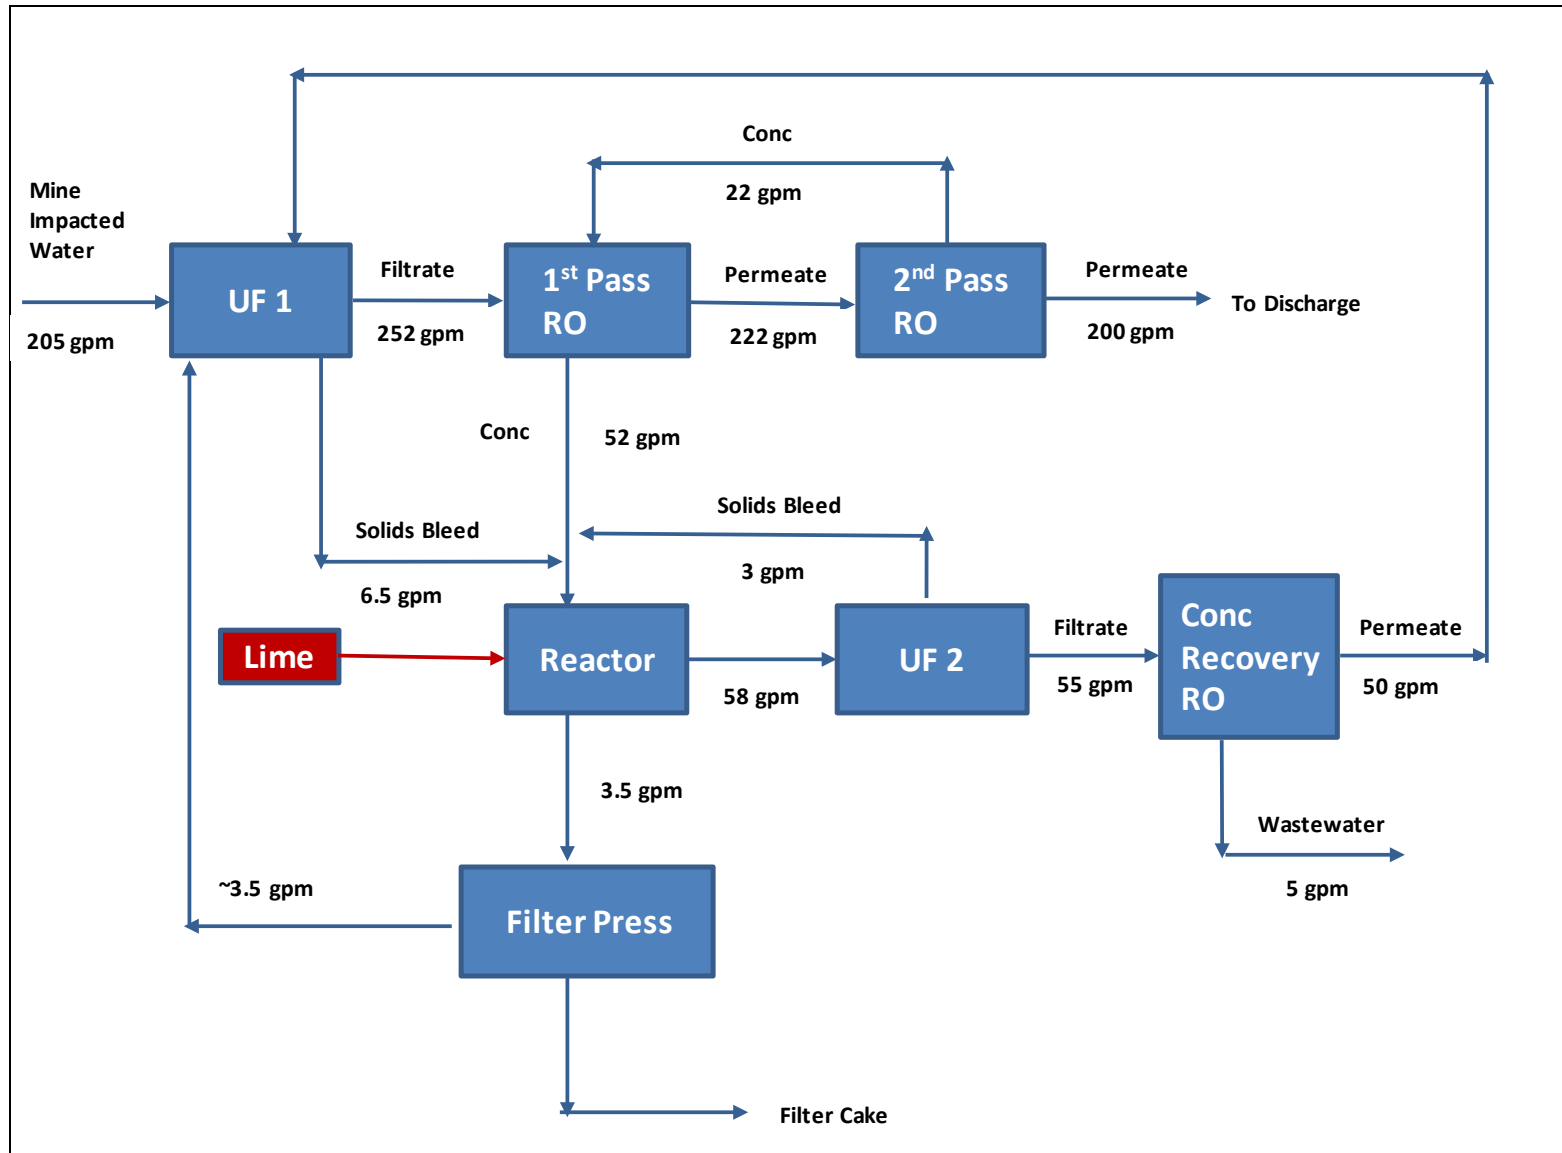 Conc
22 gpm
Mine
Impacted
Water
205 gpm
UF 1
Filtrate
252 gpm
1st Pass
RO
Permeate
222 gpm
2nd Pass
RO
Permeate
200 gpm
To Discharge
Conc
52 gpm
Solids Bleed
6.5 gpm
Solids Bleed
3 gpm
Lime
Reactor
58 gpm
UF 2
Filtrate
55 gpm
Conc
Recovery
RO
Permeate
50 gpm
3.5 gpm
Wastewater
5 gpm
~3.5 gpm
Filter Press
Filter Cake